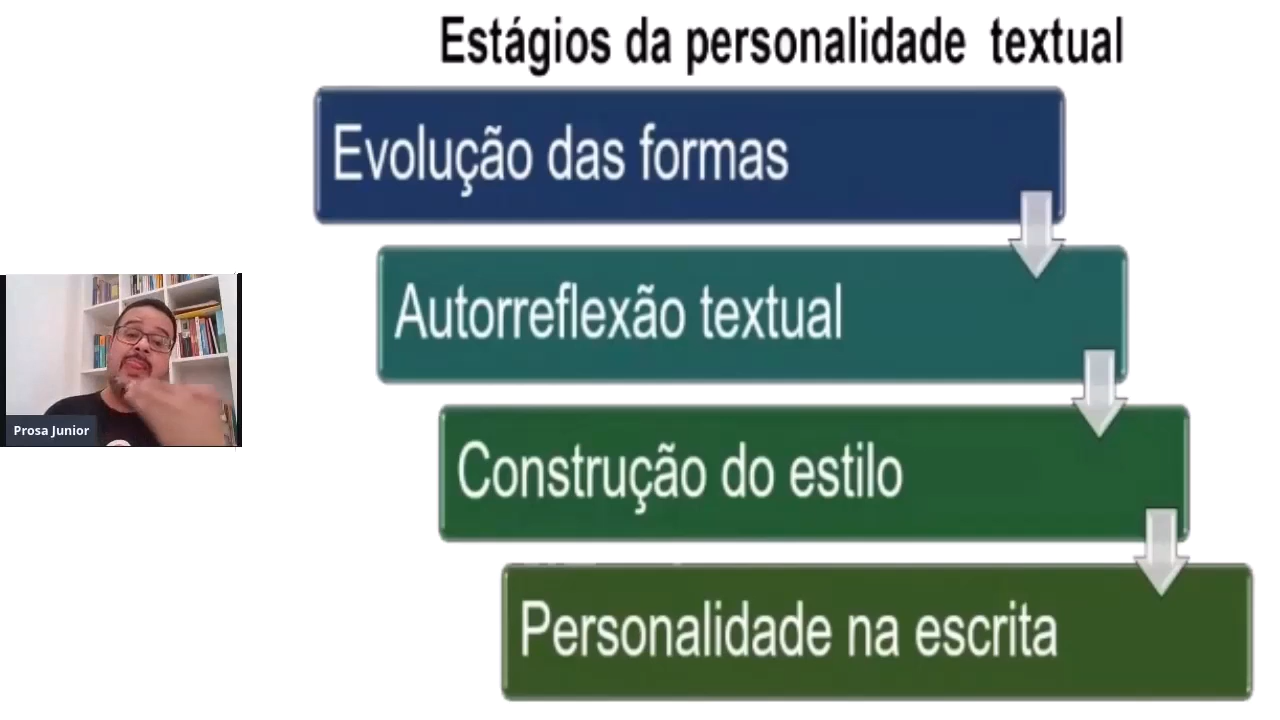 Estágios da personalidade textual
Evolução das formas
Autorreflexão textual
Construção do estilo
Personalidade na escrita
Prosa Junior